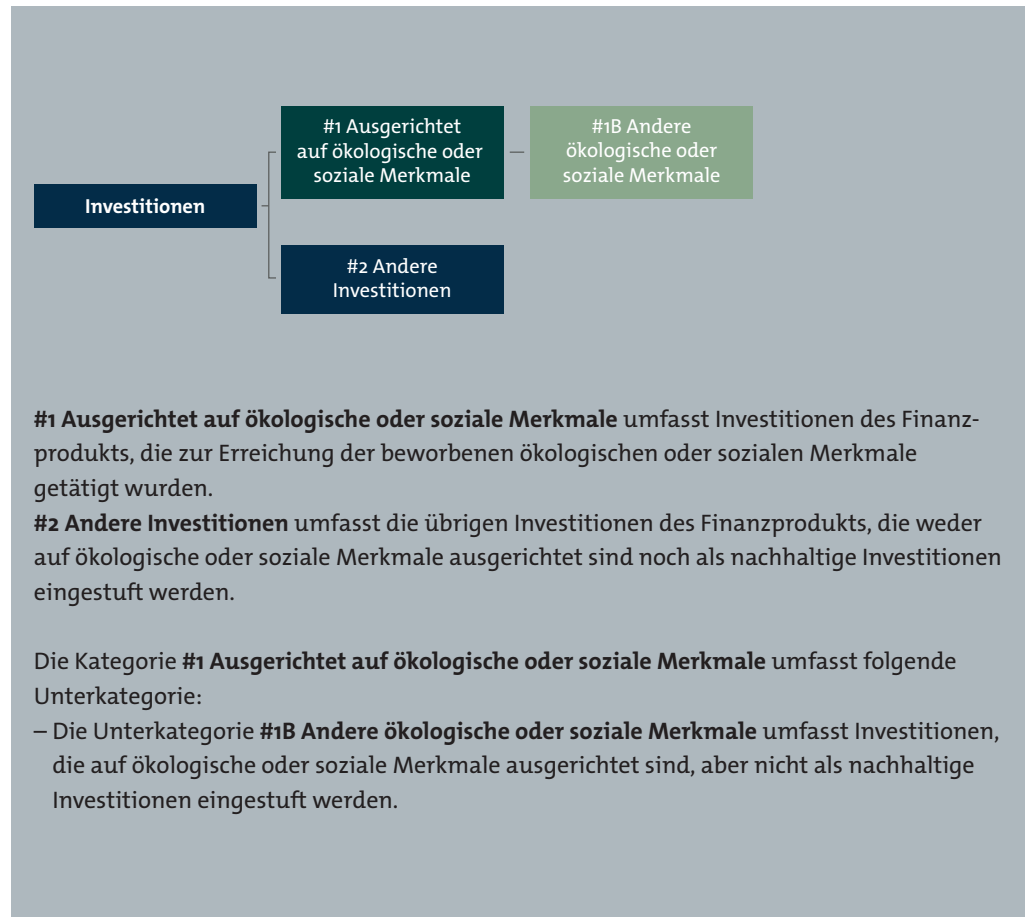 #1 Ausgerichtet
auf ökologische oder
soziale Merkmale
#1B Andere
ökologische oder
soziale Merkmale
Investitionen
#2 Andere
Investitionen
#1 Ausgerichtet auf ökologische oder soziale Merkmale umfasst Investitionen des Finanz-
produkts, die zur Erreichung der beworbenen ökologischen oder sozialen Merkmale
getätigt wurden.
#2 Andere Investitionen umfasst die übrigen Investitionen des Finanzprodukts, die weder
auf ökologische oder soziale Merkmale ausgerichtet sind noch als nachhaltige Investitionen
eingestuft werden.
Die Kategorie #1 Ausgerichtet auf ökologische oder soziale Merkmale umfasst folgende
Unterkategorie:
– Die Unterkategorie #1B Andere ökologische oder soziale Merkmale umfasst Investitionen,
die auf ökologische oder soziale Merkmale ausgerichtet sind, aber nicht als nachhaltige
Investitionen eingestuft werden.